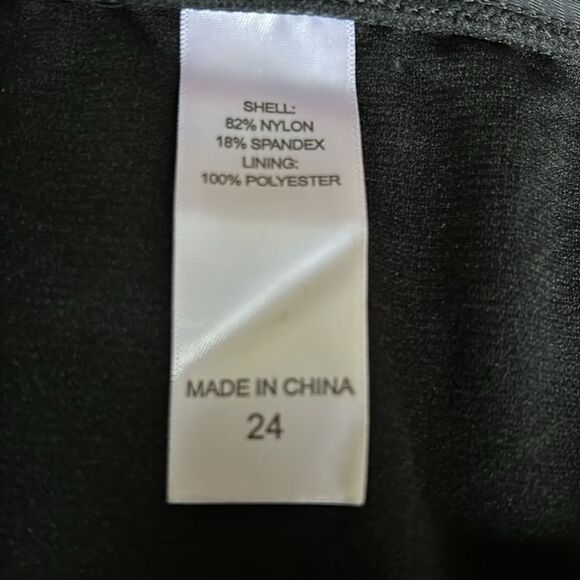 SHELL:
82% NYLON
18% SPANDEX
LINING:
100% POLYESTER
MADE IN CHINA
24